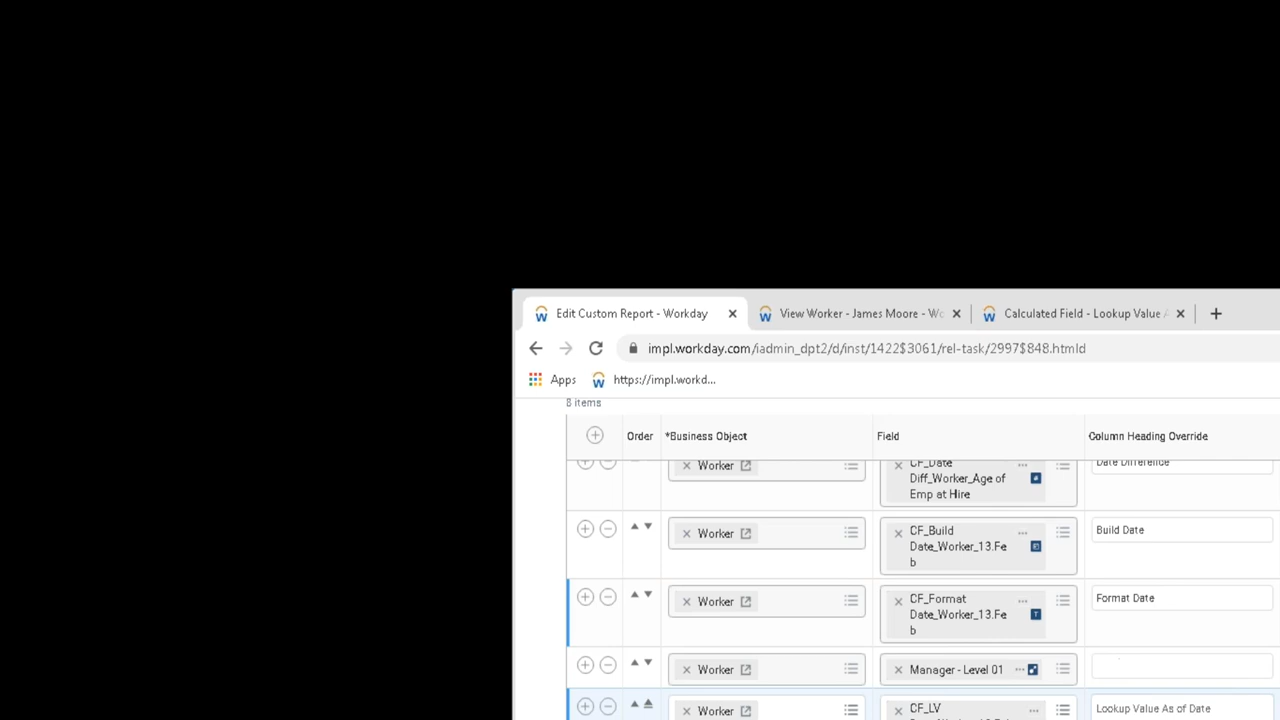 Edit Custom Report - Workday
View Worker - James Moore - Wo
Calculated Field - Lookup Value A
impl.workday.com/iadmin_dpt2/d/inst/1422$3061/rel-task/2997$848.htmld
Apps
https://impl.workd...
8 items
Order
*Business Object
Field
Column Heading Override
Worker
CF_Date
Diff_Worker_Age of
Emp at Hire
Date Difference
Worker
CF_Build
Date_Worker_13.Fe
b
Build Date
Worker
CF_Format
Date_Worker_13.Fe
b
Format Date
Worker
Manager - Level 01
Worker
CF_LV
Lookup Value As of Date